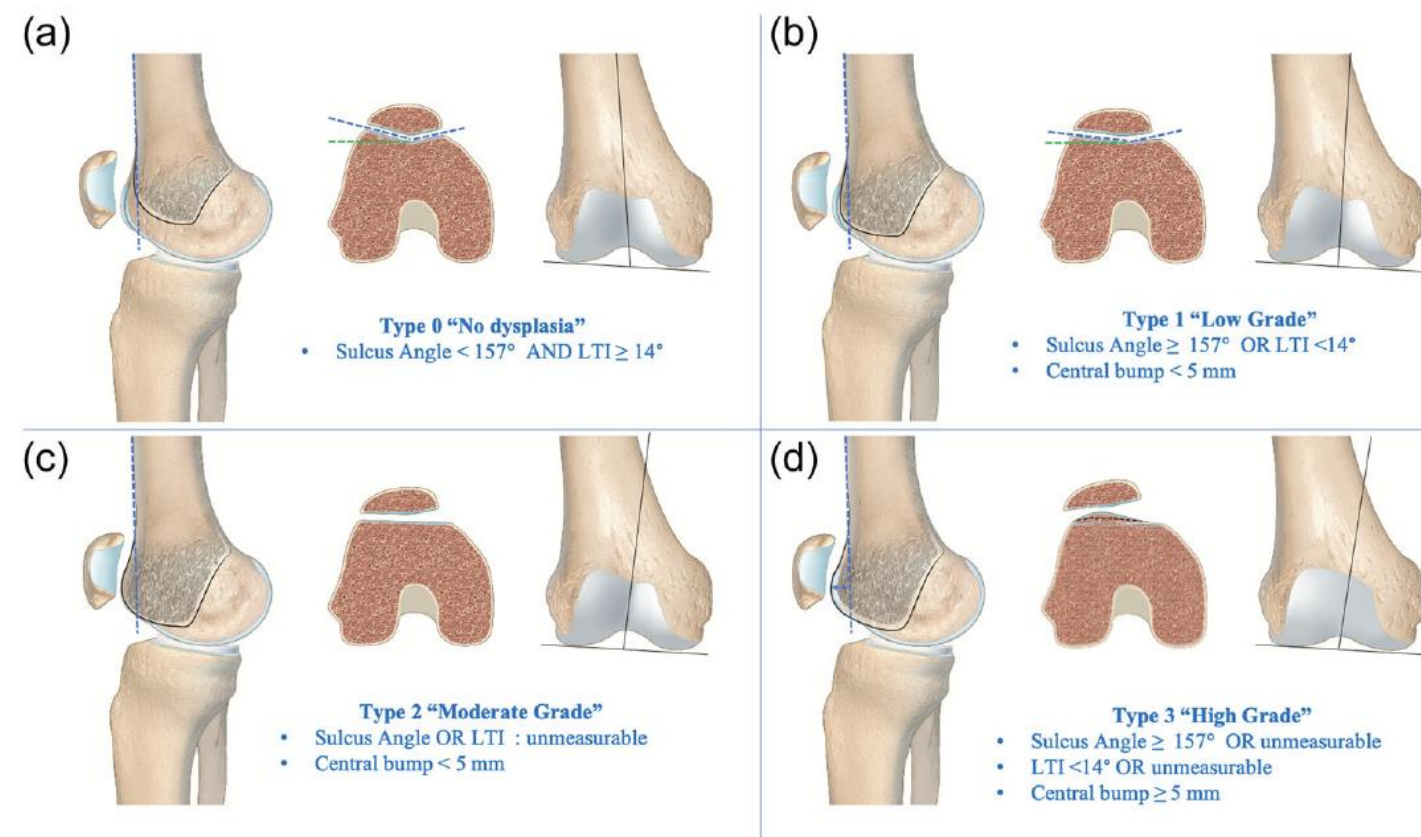 (a)
Type 0 “No dysplasia”
• Sulcus Angle < 157° AND LTI ≥ 14°
(b)
Type 1 “Low Grade”
• Sulcus Angle ≥ 157° OR LTI <14°
• Central bump < 5 mm
(c)
Type 2 “Moderate Grade”
• Sulcus Angle OR LTI : unmeasurable
• Central bump < 5 mm
(d)
Type 3 “High Grade”
• Sulcus Angle ≥ 157° OR unmeasurable
• LTI <14° OR unmeasurable
• Central bump ≥ 5 mm